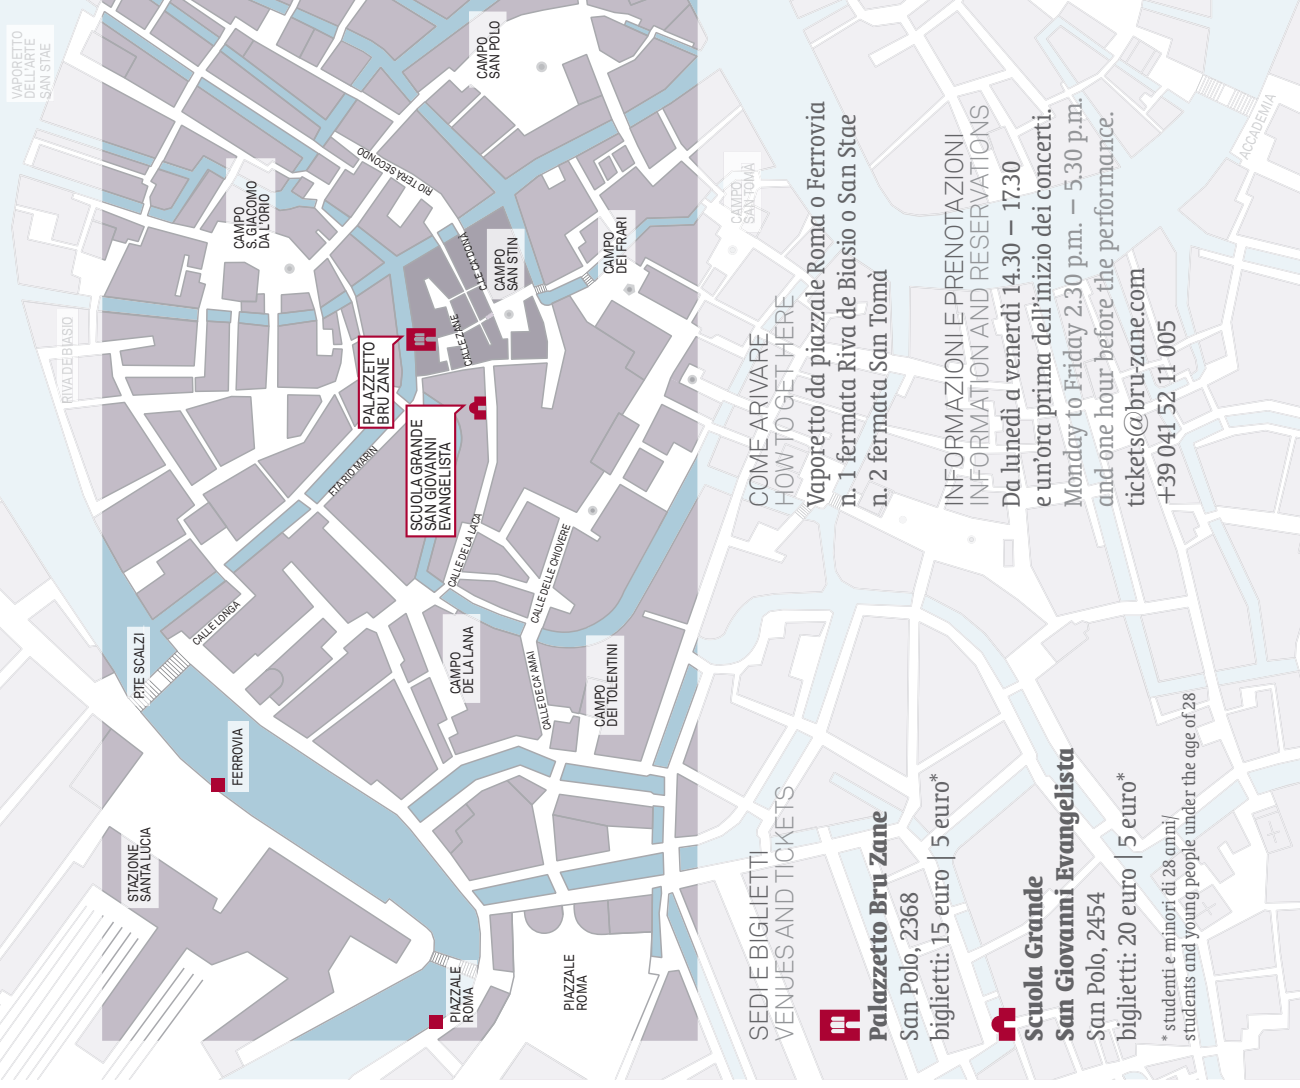 VAPORETTO
DELL'ARTE
SAN STAE
RIVA DE BIASIO
P.TE SCALZI
STAZIONE
SANTA LUCIA
FERROVIA
CALLE LONGA
CAMPO
S. GIACOMO
DA L'ORIO
RIO TERÀ SECONDO
F.TA RIO MARIN
PALAZZETTO
BRU ZANE
SCUOLA GRANDE
SAN GIOVANNI
EVANGELISTA
CAMPO
SAN POLO
CALLE CA' DONÀ
CALLE ZANE
CAMPO
SAN STIN
CALLE DE LA LACA
CAMPO
DE LA LANA
PIAZZALE
ROMA
CALLE DELLE CHIOVERE
CALLE DE CA' AMAI
CAMPO
DEI FRARI
CAMPO
DEI TOLENTINI
PIAZZALE
ROMA
CAMPO
SAN TOMÀ
ACCADEMIA
SEDI E BIGLIETTI
VENUES AND TICKETS
Palazzetto Bru Zane
San Polo, 2368
biglietti: 15 euro | 5 euro*
Scuola Grande
San Giovanni Evangelista
San Polo, 2454
biglietti: 20 euro | 5 euro*
* studenti e minori di 28 anni/
students and young people under the age of 28
COME ARIVARE
HOW TO GET HERE
Vaporetto da piazzale Roma o Ferrovia
n. 1 fermata Riva de Biasio o San Stae
n. 2 fermata San Tomà
INFORMAZIONI E PRENOTAZIONI
INFORMATION AND RESERVATIONS
Da lunedì a venerdì 14.30 – 17.30
e un'ora prima dell'inizio dei concerti.
Monday to Friday 2.30 p.m. – 5.30 p.m.
and one hour before the performance.
tickets@bru-zane.com
+39 041 52 11 005